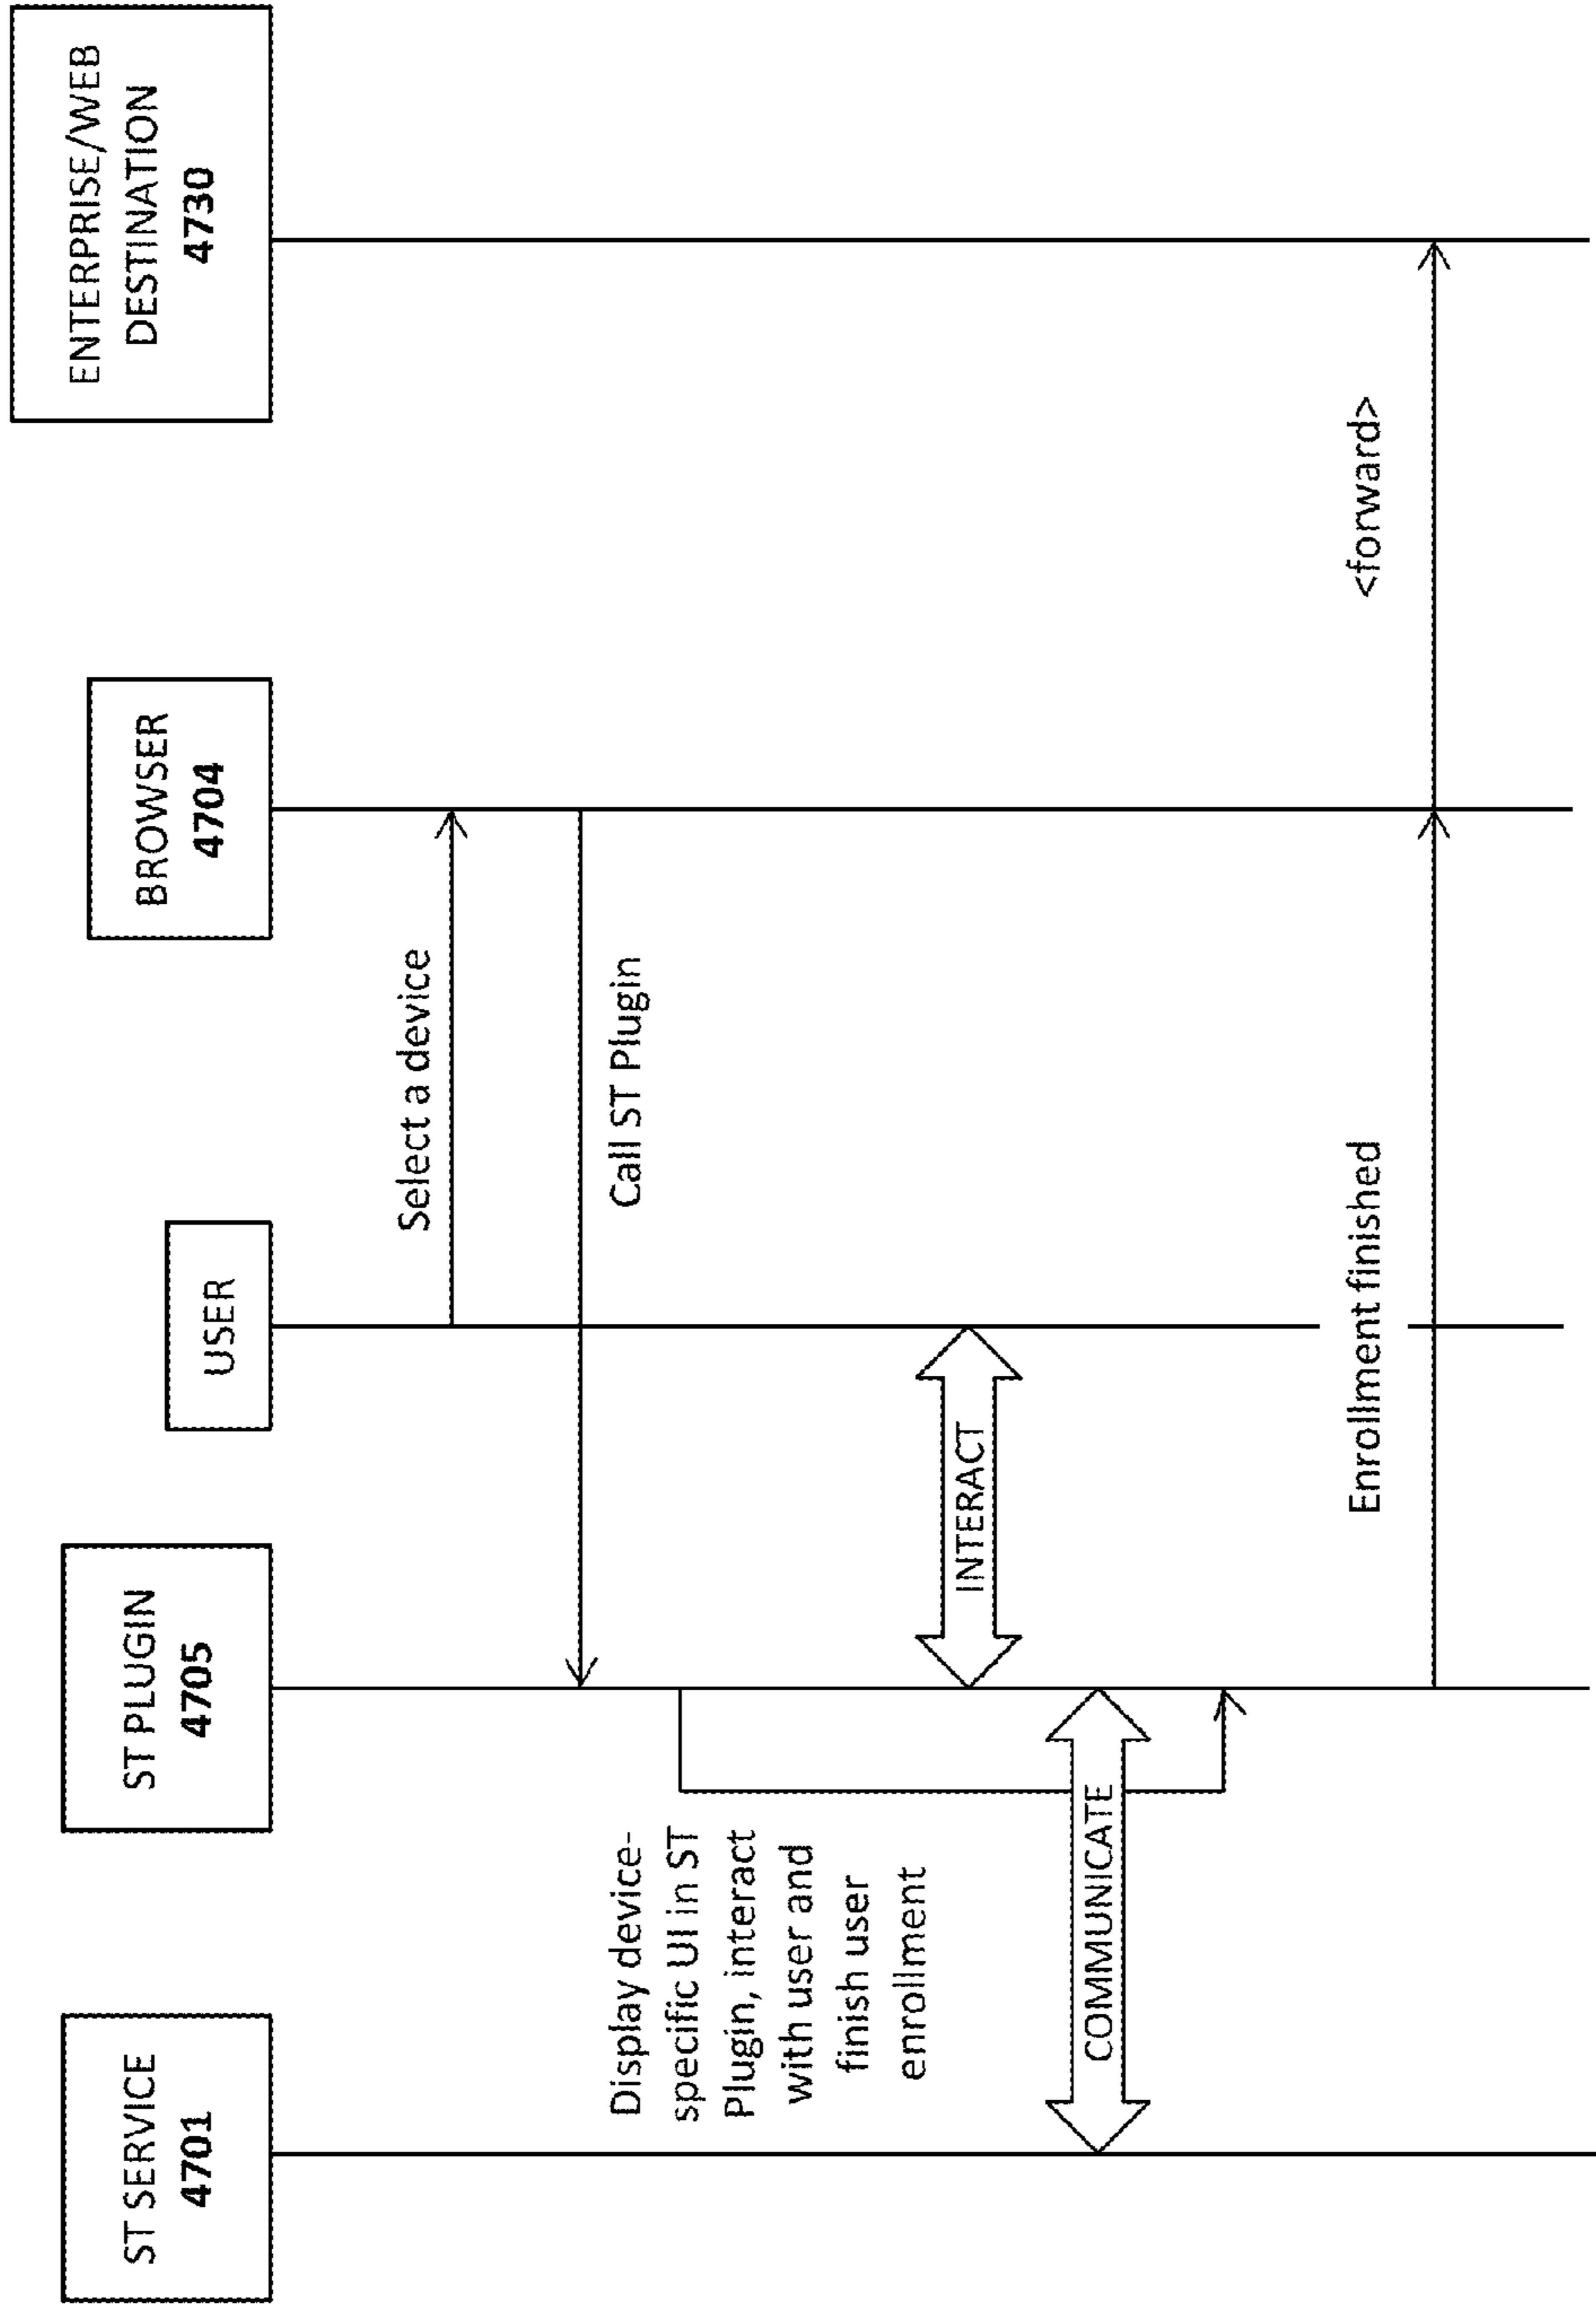 ST SERVICE
4701
ST PLUGIN
4705
USER
BROWSER
4704
ENTERPRISE/WEB
DESTINATION
4730
Select a device
Call ST Plugin
Display device-
specific UI in ST
Plugin, interact
with user and
finish user
enrollment
INTERACT
COMMUNICATE
Enrollment finished
<forward>